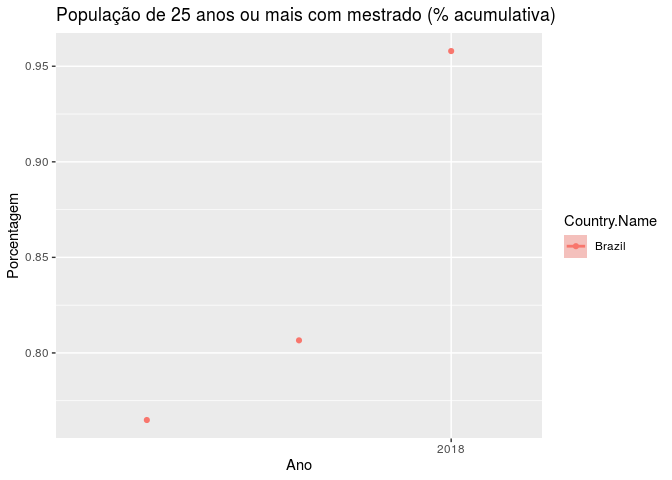 População de 25 anos ou mais com mestrado (% acumulativa)
0.95
0.90
0.85
0.80
Porcentagem
2018
Ano
Country.Name
Brazil